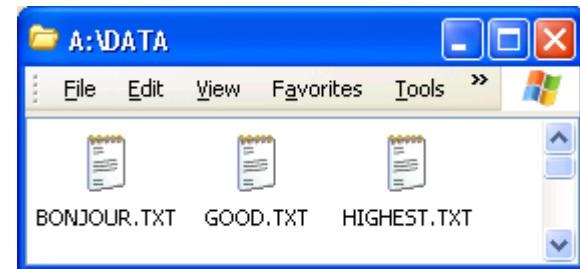 A:\DATA
File Edit View Favorites Tools »
BONJOUR.TXT GOOD.TXT HIGHEST.TXT